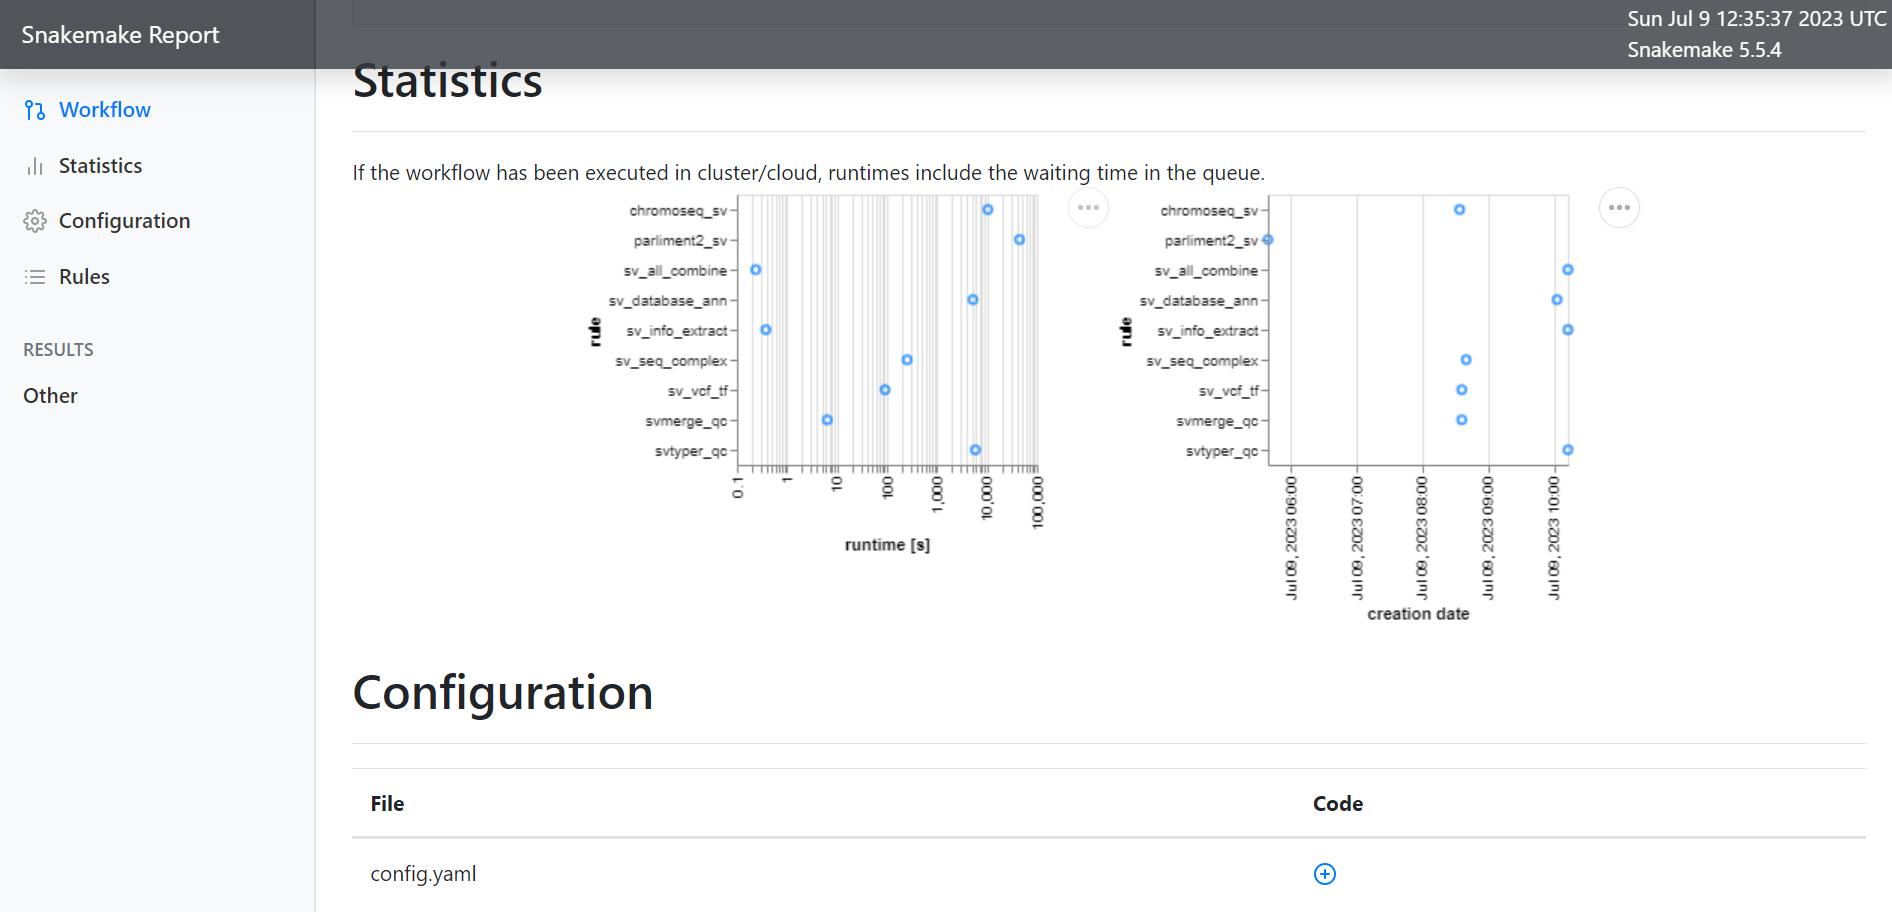 Snakemake Report
Sun Jul 9 12:35:37 2023 UTC
Snakemake 5.5.4
Workflow
Statistics
Configuration
Rules
RESULTS
Other
Statistics
If the workflow has been executed in cluster/cloud, runtimes include the waiting time in the queue.
rule
chromoseq_sv
parliment2_sv
sv_all_combine
sv_database_ann
sv_info_extract
sv_seq_complex
sv_vcf_tf
svmerge_qc
svtyper_qc
0.1
1
10
100
1,000
10,000
100,000
runtime [s]
rule
chromoseq_sv
parliment2_sv
sv_all_combine
sv_database_ann
sv_info_extract
sv_seq_complex
sv_vcf_tf
svmerge_qc
svtyper_qc
Jul 09, 2023 06:00
Jul 09, 2023 07:00
Jul 09, 2023 08:00
Jul 09, 2023 09:00
Jul 09, 2023 10:00
creation date
Configuration
File Code
config.yaml